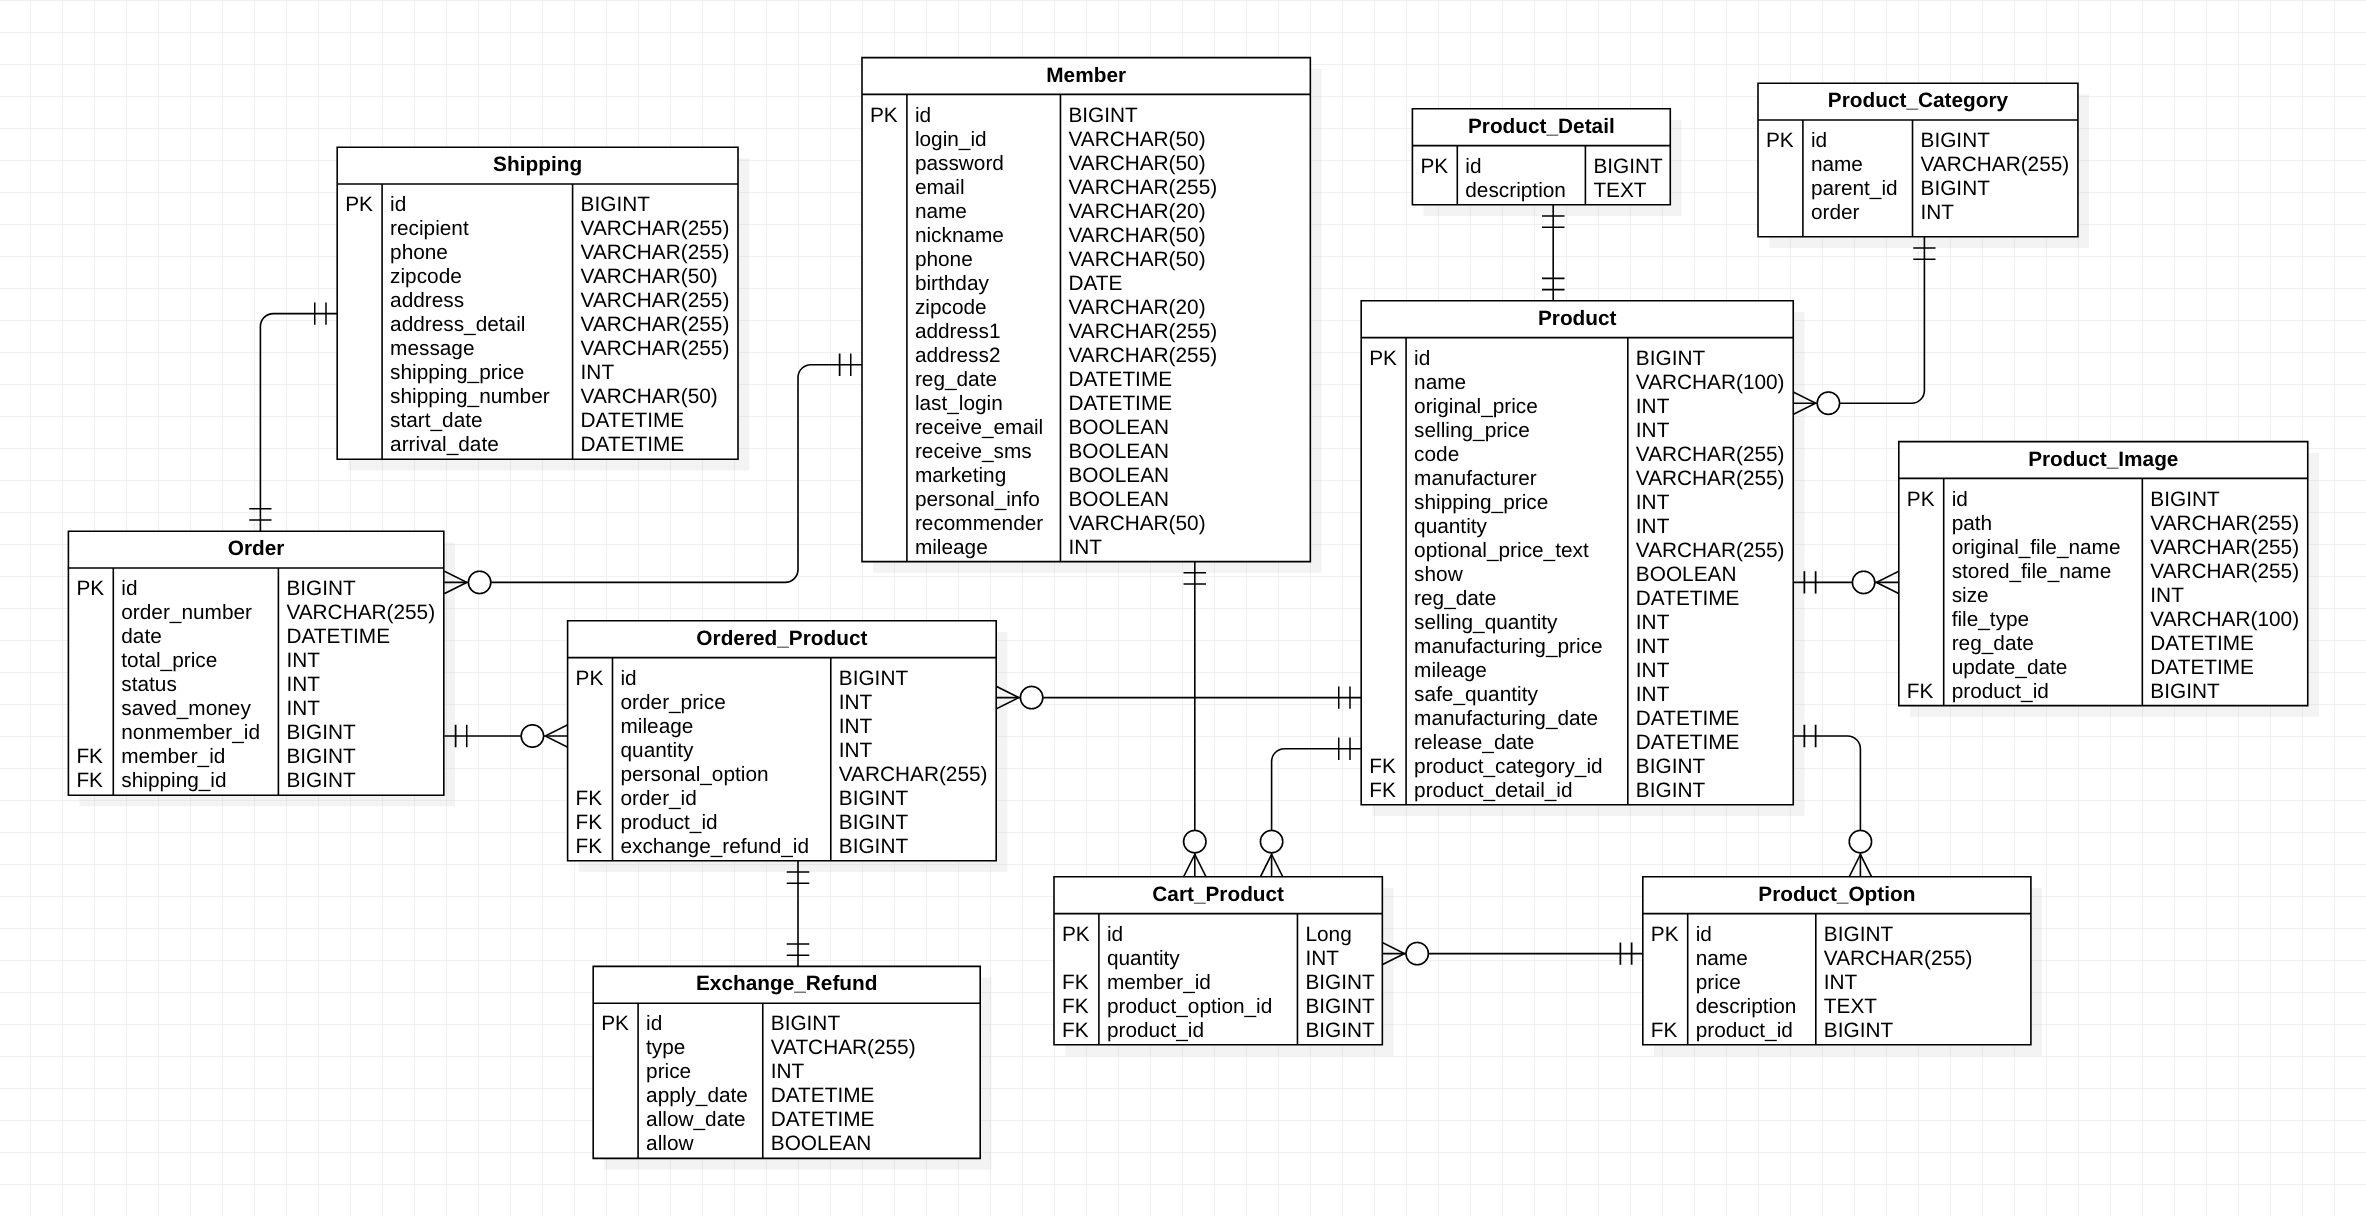 Member
PK id BIGINT
login_id VARCHAR(50)
password VARCHAR(50)
email VARCHAR(255)
name VARCHAR(20)
nickname VARCHAR(50)
phone VARCHAR(50)
birthday DATE
zipcode VARCHAR(20)
address1 VARCHAR(255)
address2 VARCHAR(255)
reg_date DATETIME
last_login DATETIME
receive_email BOOLEAN
receive_sms BOOLEAN
marketing BOOLEAN
personal_info BOOLEAN
recommender VARCHAR(50)
mileage INT
Product_Detail
PK id BIGINT
description TEXT
Product_Category
PK id BIGINT
name VARCHAR(255)
parent_id BIGINT
order INT
Shipping
PK id BIGINT
recipient VARCHAR(255)
phone VARCHAR(255)
zipcode VARCHAR(50)
address VARCHAR(255)
address_detail VARCHAR(255)
message VARCHAR(255)
shipping_price INT
shipping_number VARCHAR(50)
start_date DATETIME
arrival_date DATETIME
Product
PK id BIGINT
name VARCHAR(100)
original_price INT
selling_price INT
code VARCHAR(255)
manufacturer VARCHAR(255)
shipping_price INT
quantity INT
optional_price_text VARCHAR(255)
show BOOLEAN
reg_date DATETIME
selling_quantity INT
manufacturing_price INT
mileage INT
safe_quantity INT
manufacturing_date DATETIME
release_date DATETIME
FK product_category_id BIGINT
FK product_detail_id BIGINT
Product_Image
PK id BIGINT
path VARCHAR(255)
original_file_name VARCHAR(255)
stored_file_name VARCHAR(255)
size INT
file_type VARCHAR(100)
reg_date DATETIME
update_date DATETIME
FK product_id BIGINT
Order
PK id BIGINT
order_number VARCHAR(255)
date DATETIME
total_price INT
status INT
saved_money INT
nonmember_id BIGINT
FK member_id BIGINT
FK shipping_id BIGINT
Ordered_Product
PK id BIGINT
order_price INT
mileage INT
quantity INT
personal_option VARCHAR(255)
FK order_id BIGINT
FK product_id BIGINT
FK exchange_refund_id BIGINT
Cart_Product
PK id Long
quantity INT
FK member_id BIGINT
FK product_option_id BIGINT
FK product_id BIGINT
Product_Option
PK id BIGINT
name VARCHAR(255)
price INT
description TEXT
FK product_id BIGINT
Exchange_Refund
PK id BIGINT
type VATCHAR(255)
price INT
apply_date DATETIME
allow_date DATETIME
allow BOOLEAN